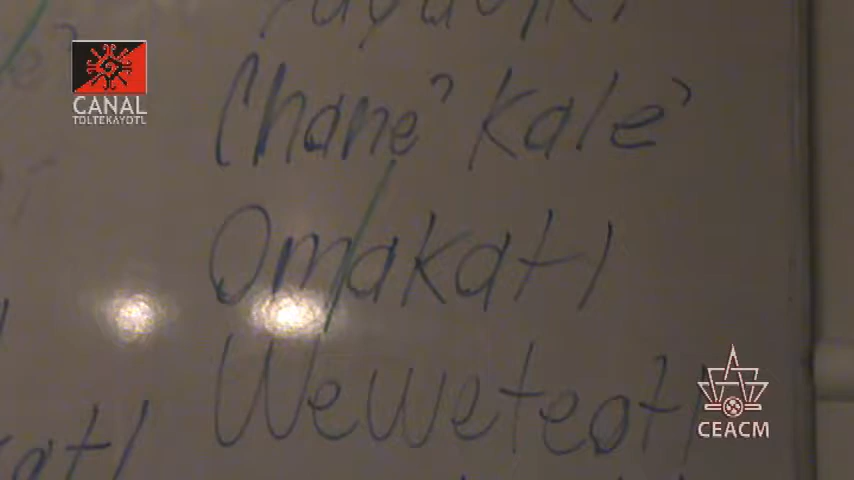 CANAL
TOLTEKAYOTL
Chane' Kale'
Omakatl
Weweteotl
CEACM